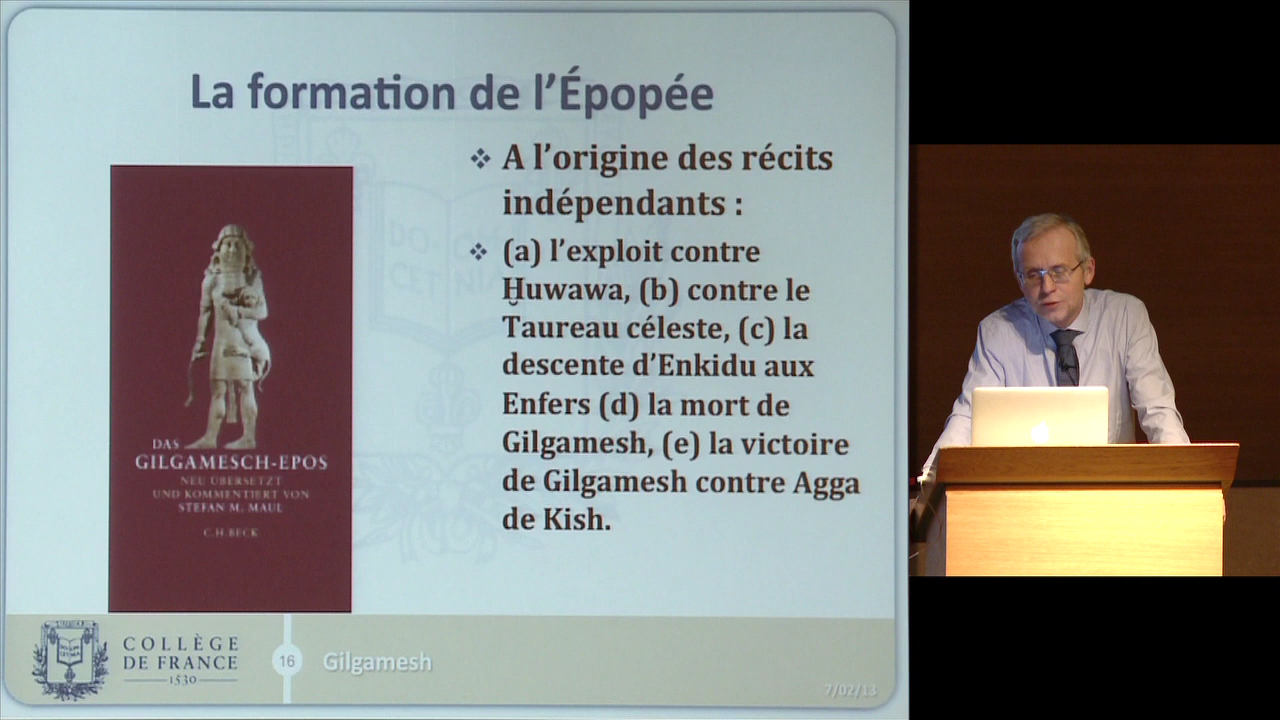 La formation de l’Épopée
❖ A l’origine des récits
indépendants :
❖ (a) l’exploit contre
Ḫuwawa, (b) contre le
Taureau céleste, (c) la
descente d’Enkidu aux
Enfers (d) la mort de
Gilgamesh, (e) la victoire
de Gilgamesh contre Agga
de Kish.
DAS
GILGAMESCH-EPOS
NEU ÜBERSETZT
UND KOMMENTIERT VON
STEFAN M. MAUL
C.H.BECK
COLLÈGE
DE FRANCE
1530
16
Gilgamesh
7/02/13